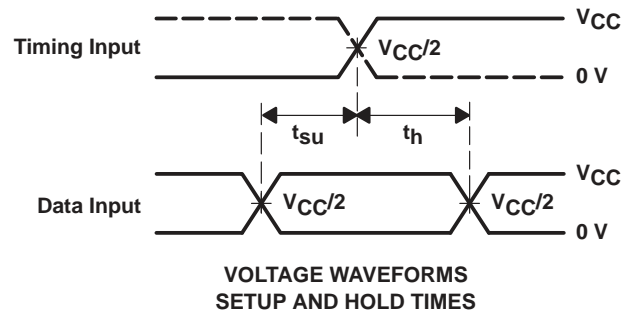 VCC
Timing Input
VCC/2
0 V
tsu
th
VCC
Data Input
VCC/2
VCC/2
0 V
VOLTAGE WAVEFORMS
SETUP AND HOLD TIMES